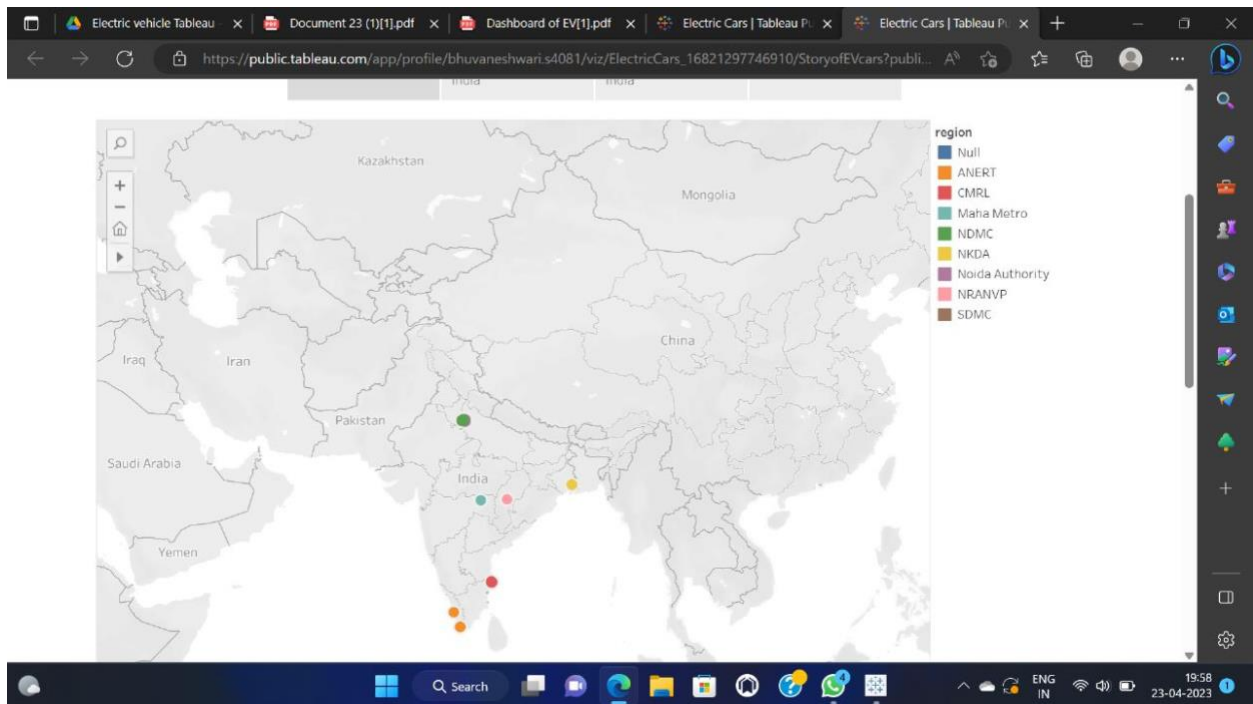 Electric vehicle Tableau
Document 23 (1)[1].pdf
Dashboard of EV[1].pdf
Electric Cars | Tableau Pu
Electric Cars | Tableau Pu
https://public.tableau.com/app/profile/bhuvaneshwari.s4081/viz/ElectricCars_16821297746910/StoryofEVcars?publi...
India
India
region
Null
ANERT
CMRL
Maha Metro
NDMC
NKDA
Noida Authority
NRANVP
SDMC
Kazakhstan
Mongolia
China
Iraq
Iran
Pakistan
Saudi Arabia
India
Yemen
Search
4
ENG
IN
19:58
23-04-2023
1